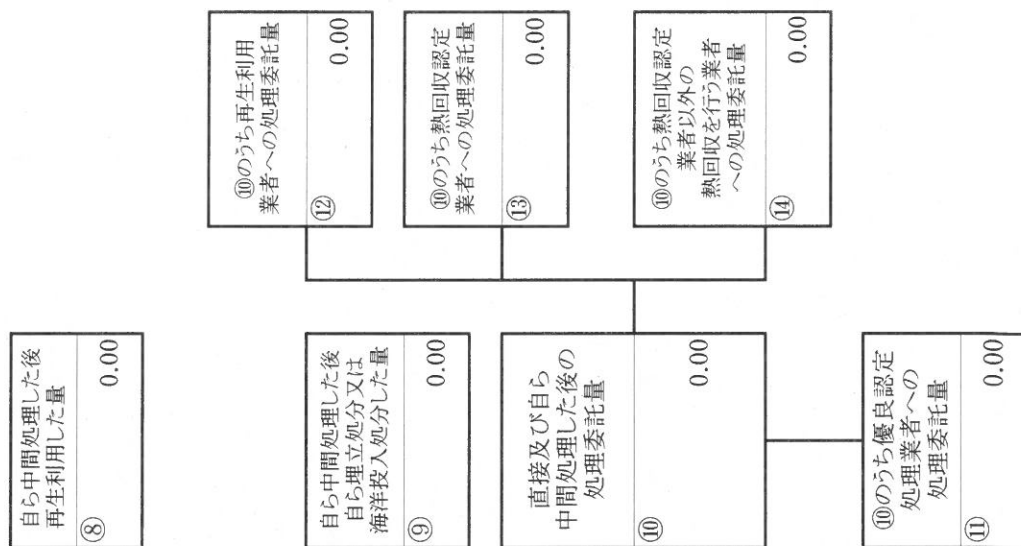 自ら中間処理した後
再生利用した量
⑧
0.00
自ら中間処理した後
自ら埋立処分又は
海洋投入処分した量
⑨
0.00
直接及び自ら
中間処理した後の
処理委託量
⑩
0.00
⑩のうち優良認定
処理業者への
処理委託量
⑪
0.00
⑩のうち再生利用
業者への処理委託量
⑫
0.00
⑩のうち熱回収認定
業者への処理委託量
⑬
0.00
⑩のうち熱回収認定
業者以外の
熱回収を行う業者
への処理委託量
⑭
0.00